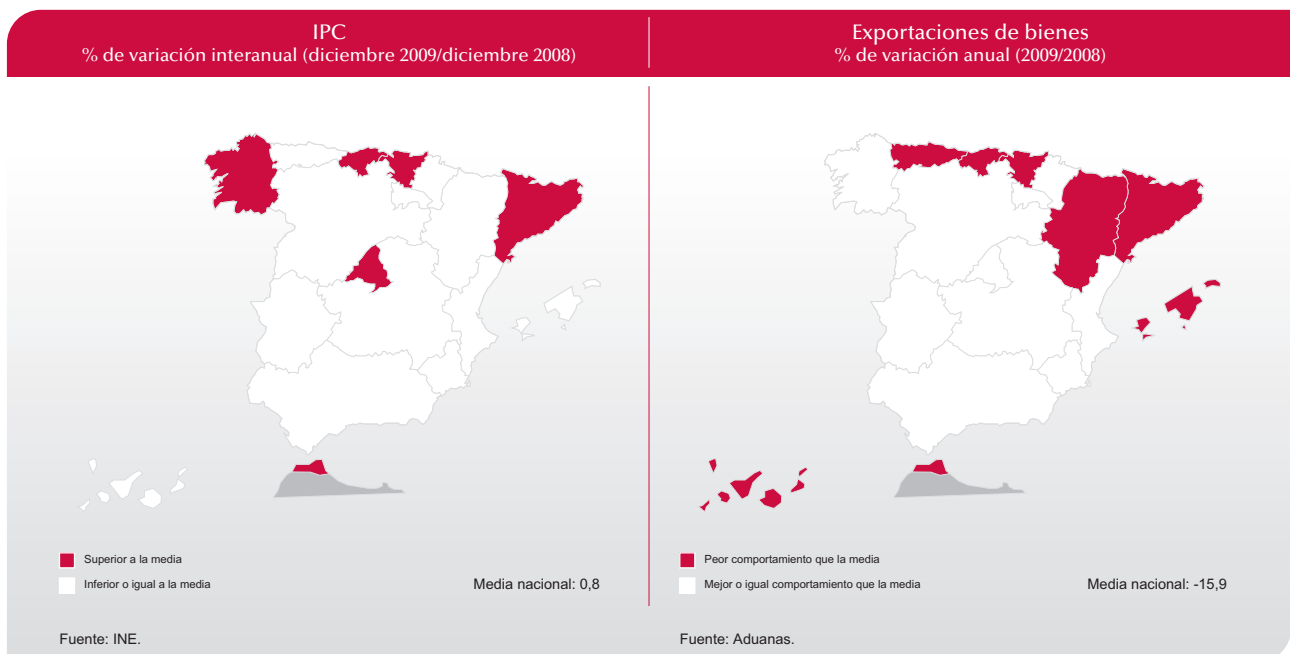 IPC
% de variación interanual (diciembre 2009/diciembre 2008)
Exportaciones de bienes
% de variación anual (2009/2008)
Superior a la media
Inferior o igual a la media
Media nacional: 0,8
Fuente: INE.
Peor comportamiento que la media
Mejor o igual comportamiento que la media
Media nacional: -15,9
Fuente: Aduanas.